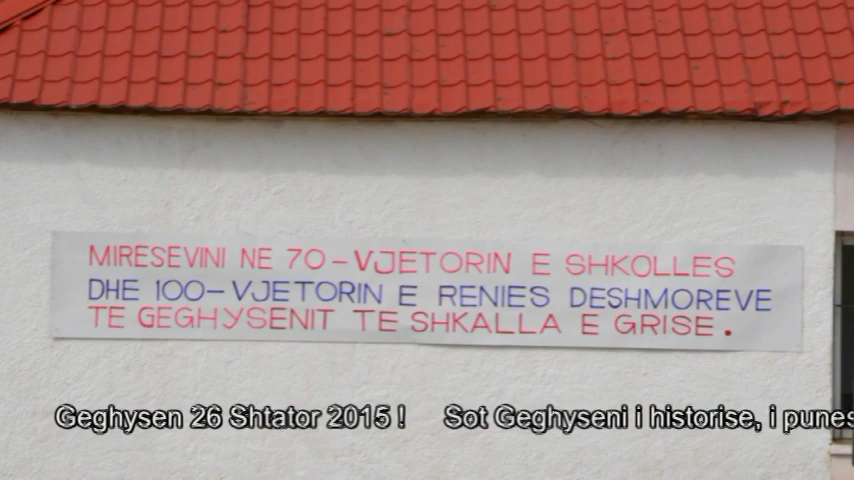 MIRESEVINI NE 70-VJETORIN E SHKOLLES
DHE 100-VJETORIN E RENIES DESHMOREVE
TE GEGHYSENIT TE SHKALLA E GRISE.
Geghysen 26 Shtator 2015 ! Sot Geghyseni i historise, i punes